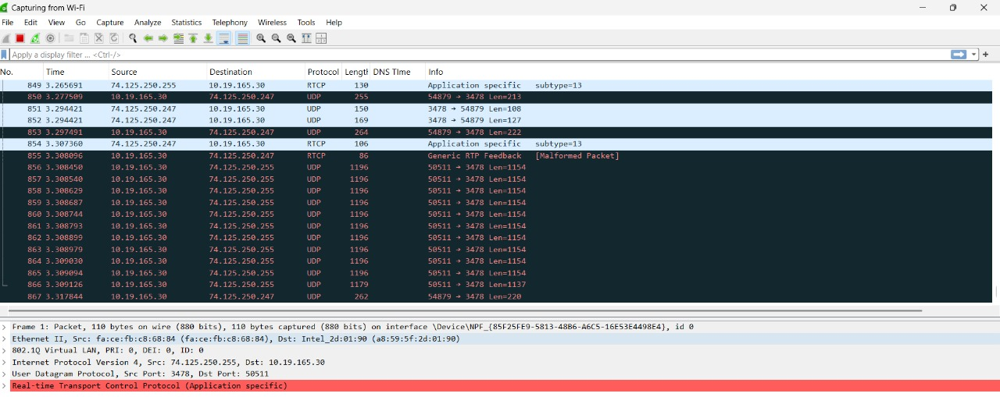 Capturing from Wi-Fi
File Edit View Go Capture Analyze Statistics Telephony Wireless Tools Help
Apply a display filter ... <Ctrl-/>
No. Time Source Destination Protocol Length DNS TIme Info
849 3.265691 74.125.250.255 10.19.165.30 RTCP 130 Application specific subtype=13
850 3.277509 10.19.165.30 74.125.250.247 UDP 255 54879 → 3478 Len=213
851 3.294421 74.125.250.247 10.19.165.30 UDP 150 3478 → 54879 Len=108
852 3.294421 74.125.250.247 10.19.165.30 UDP 169 3478 → 54879 Len=127
853 3.297491 10.19.165.30 74.125.250.247 UDP 264 54879 → 3478 Len=222
854 3.307360 74.125.250.247 10.19.165.30 RTCP 106 Application specific subtype=13
855 3.308096 10.19.165.30 74.125.250.247 RTCP 86 Generic RTP Feedback [Malformed Packet]
856 3.308450 10.19.165.30 74.125.250.255 UDP 1196 50511 → 3478 Len=1154
857 3.308540 10.19.165.30 74.125.250.255 UDP 1196 50511 → 3478 Len=1154
858 3.308629 10.19.165.30 74.125.250.255 UDP 1196 50511 → 3478 Len=1154
859 3.308687 10.19.165.30 74.125.250.255 UDP 1196 50511 → 3478 Len=1154
860 3.308744 10.19.165.30 74.125.250.255 UDP 1196 50511 → 3478 Len=1154
861 3.308793 10.19.165.30 74.125.250.255 UDP 1196 50511 → 3478 Len=1154
862 3.308899 10.19.165.30 74.125.250.255 UDP 1196 50511 → 3478 Len=1154
863 3.308979 10.19.165.30 74.125.250.255 UDP 1196 50511 → 3478 Len=1154
864 3.309030 10.19.165.30 74.125.250.255 UDP 1196 50511 → 3478 Len=1154
865 3.309094 10.19.165.30 74.125.250.255 UDP 1196 50511 → 3478 Len=1154
866 3.309126 10.19.165.30 74.125.250.255 UDP 1179 50511 → 3478 Len=1137
867 3.317844 10.19.165.30 74.125.250.247 UDP 262 54879 → 3478 Len=220
Frame 1: Packet, 110 bytes on wire (880 bits), 110 bytes captured (880 bits) on interface \Device\NPF_{85F25FE9-5813-48B6-A6C5-16E53E4498E4}, id 0
Ethernet II, Src: fa:ce:fb:c8:68:84 (fa:ce:fb:c8:68:84), Dst: Intel_2d:01:90 (a8:59:5f:2d:01:90)
802.1Q Virtual LAN, PRI: 0, DEI: 0, ID: 0
Internet Protocol Version 4, Src: 74.125.250.255, Dst: 10.19.165.30
User Datagram Protocol, Src Port: 3478, Dst Port: 50511
Real-time Transport Control Protocol (Application specific)